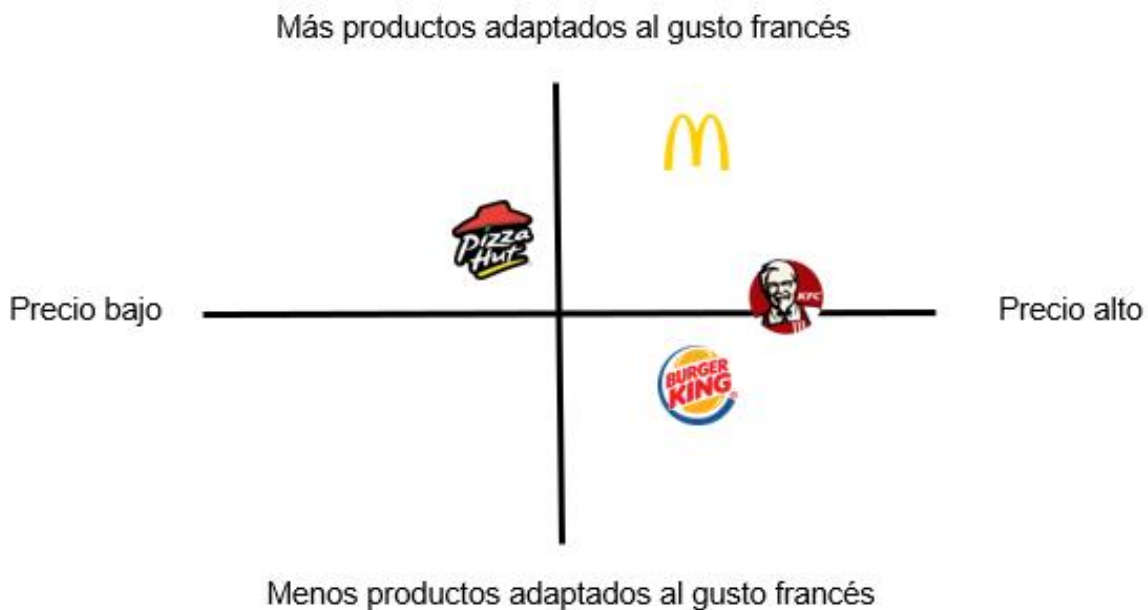 Más productos adaptados al gusto francés
Pizza
Hut
Precio bajo
KFC
Precio alto
BURGER
KING
®
Menos productos adaptados al gusto francés